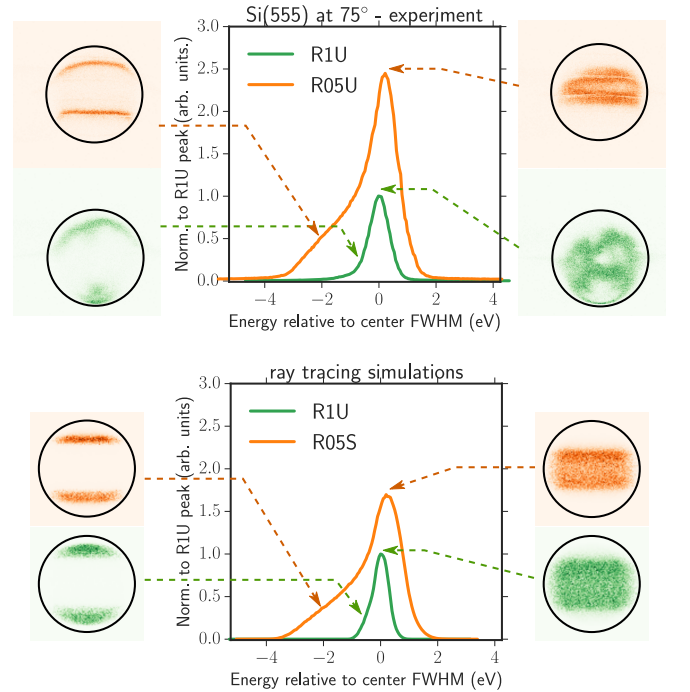 Si(555) at 75° - experiment
Norm. to R1U peak (arb. units.)
3.0
2.5
2.0
1.5
1.0
0.5
0.0
R1U
R05U
−4 −2 0 2 4
Energy relative to center FWHM (eV)
ray tracing simulations
Norm. to R1U peak (arb. units)
3.0
2.5
2.0
1.5
1.0
0.5
0.0
R1U
R05S
−4 −2 0 2 4
Energy relative to center FWHM (eV)